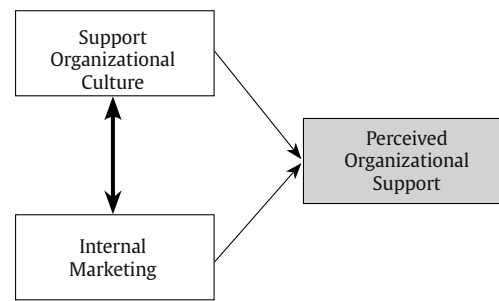 Support
Organizational
Culture
Perceived
Organizational
Support
Internal
Marketing